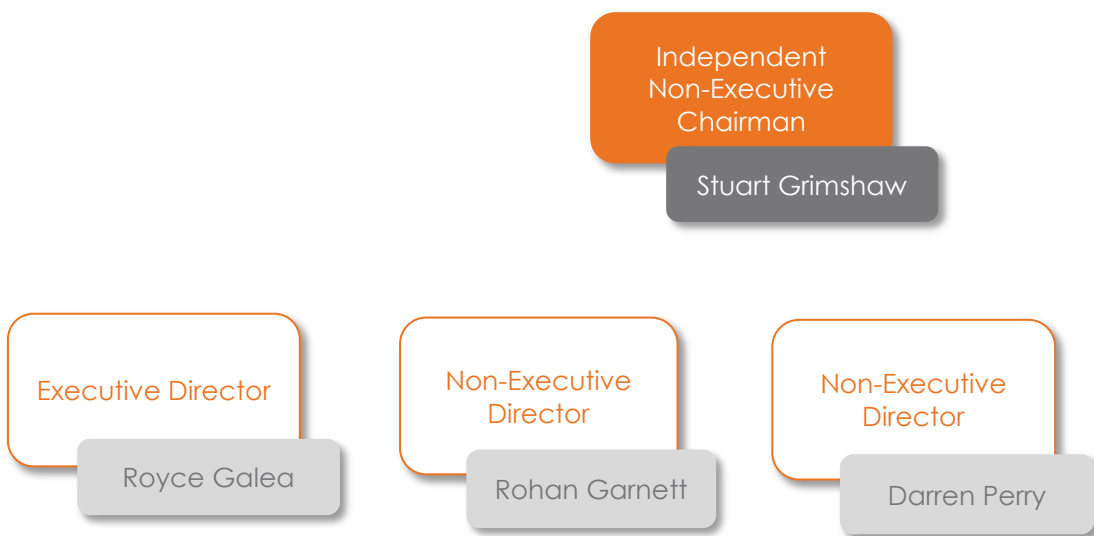 Independent
Non-Executive
Chairman
Stuart Grimshaw
Executive Director
Royce Galea
Non-Executive
Director
Rohan Garnett
Non-Executive
Director
Darren Perry